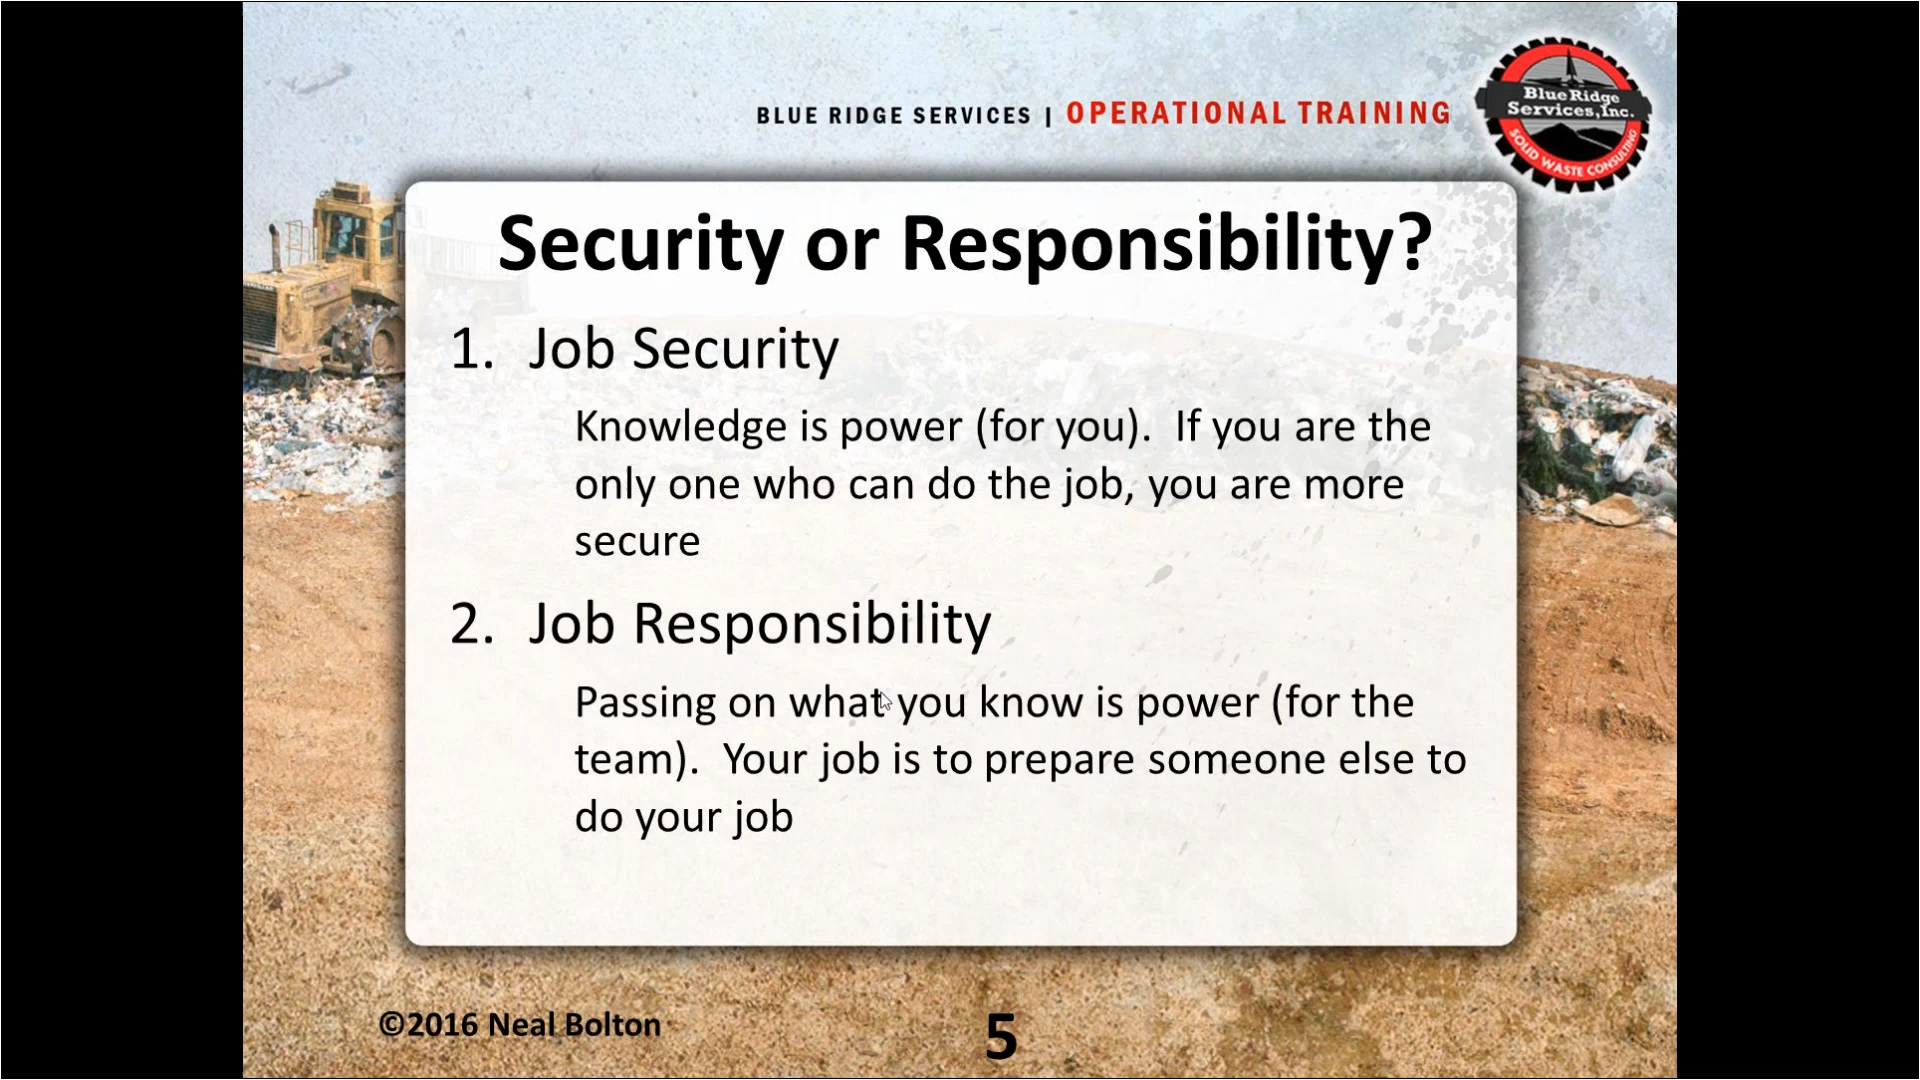 BLUE RIDGE SERVICES | OPERATIONAL TRAINING
Blue Ridge
Services, Inc.
SOLID WASTE CONSULTING
Security or Responsibility?
1. Job Security
Knowledge is power (for you). If you are the
only one who can do the job, you are more
secure
2. Job Responsibility
Passing on what you know is power (for the
team). Your job is to prepare someone else to
do your job
©2016 Neal Bolton
5